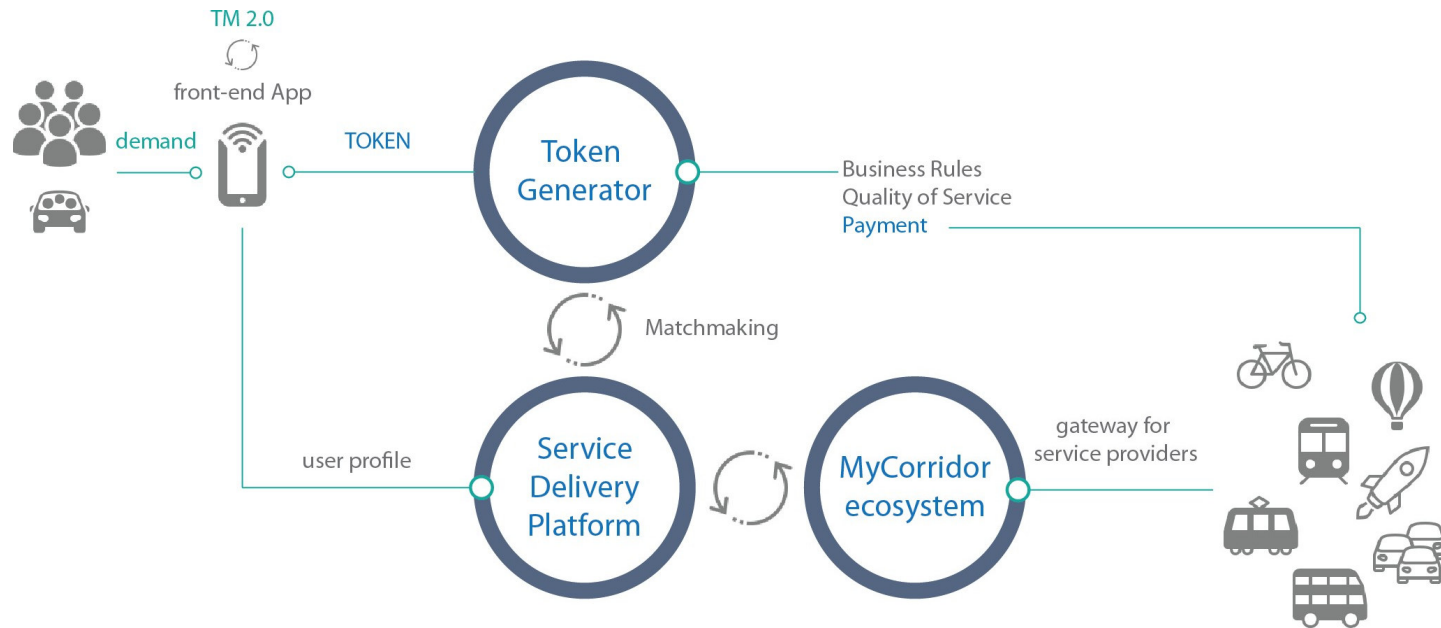 TM 2.0
front-end App
demand
TOKEN
Token
Generator
Business Rules
Quality of Service
Payment
Matchmaking
user profile
Service
Delivery
Platform
MyCorridor
ecosystem
gateway for
service providers